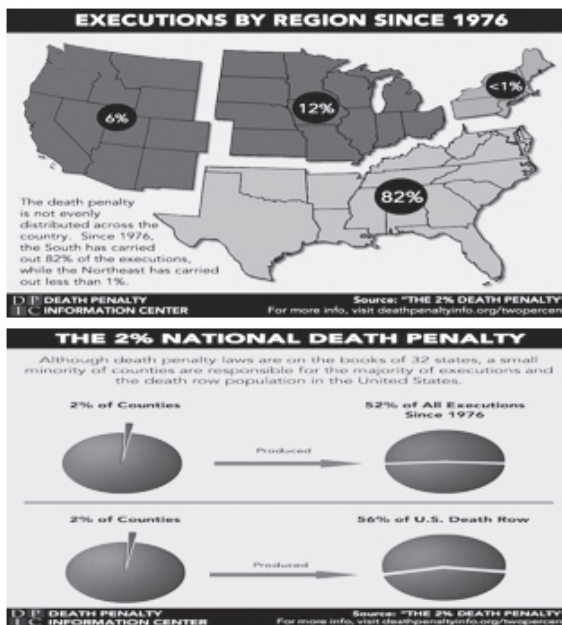 EXECUTIONS BY REGION SINCE 1976
6%
12%
<1%
82%
The death penalty
is not evenly
distributed across the
country. Since 1976,
the South has carried
out 82% of the executions,
while the Northeast has carried
out less than 1%.
DP
IC
DEATH PENALTY
INFORMATION CENTER
Source: "THE 2% DEATH PENALTY
For more info, visit deathpenaltyinfo.org/twopercen
THE 2% NATIONAL DEATH PENALTY
Although death penalty laws are on the books of 32 states, a small
minority of counties are responsible for the majority of executions and
the death row population in the United States.
2% of Counties
52% of All Executions
Since 1976
Produced
2% of Counties
56% of U.S. Death Row
Produced
DP
IC
DEATH PENALTY
INFORMATION CENTER
Source: "THE 2% DEATH PENALTY
For more info, visit deathpenaltyinfo.org/twopercen